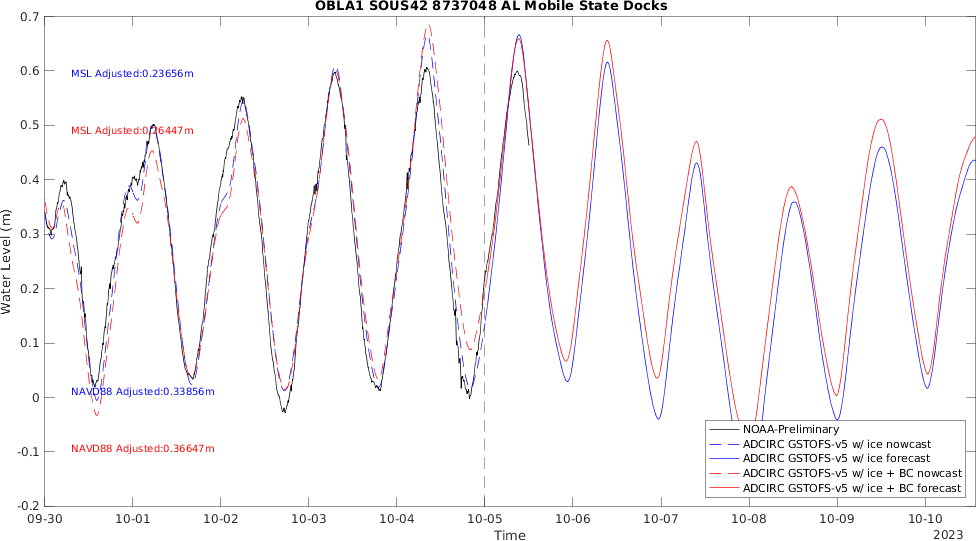 OBLA1 SOUS42 8737048 AL Mobile State Docks
0.7
0.6
0.5
0.4
0.3
0.2
0.1
0
-0.1
-0.2
Water Level (m)
MSL Adjusted:0.23656m
MSL Adjusted:0.26447m
NAVD88 Adjusted:0.33856m
NAVD88 Adjusted:0.36647m
NOAA-Preliminary
ADCIRC GSTOFS-v5 w/ ice nowcast
ADCIRC GSTOFS-v5 w/ ice forecast
ADCIRC GSTOFS-v5 w/ ice + BC nowcast
ADCIRC GSTOFS-v5 w/ ice + BC forecast
09-30 10-01 10-02 10-03 10-04 10-05 10-06 10-07 10-08 10-09 10-10
Time
2023